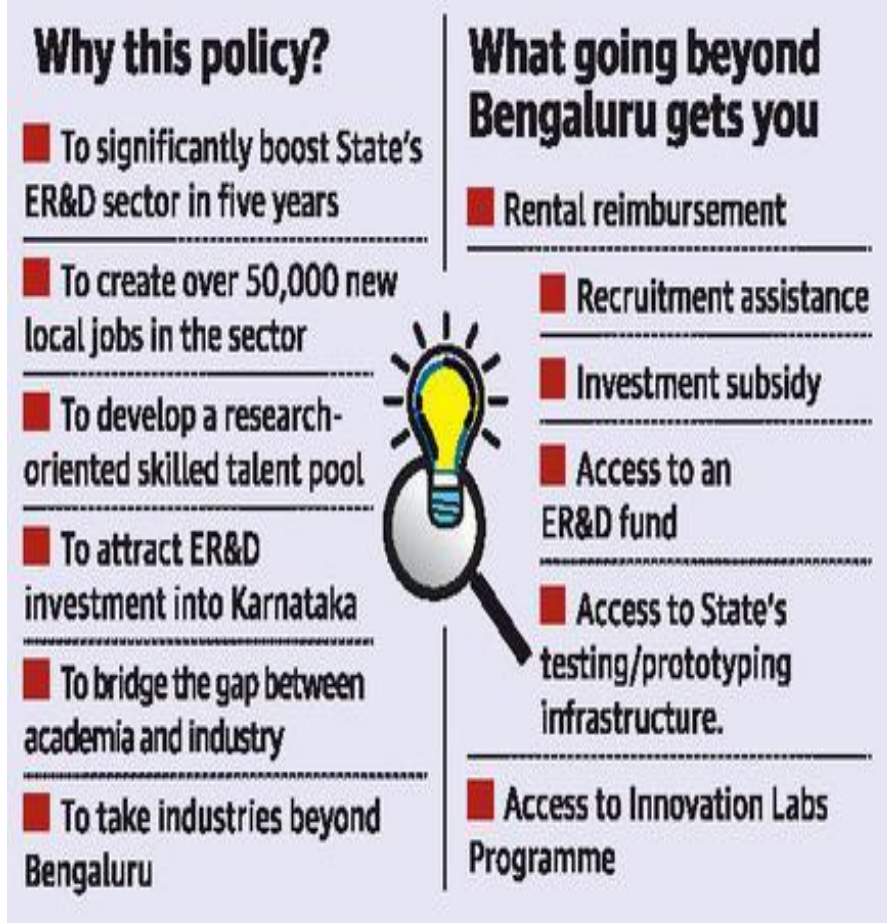 Why this policy?
To significantly boost State's
ER&D sector in five years
To create over 50,000 new
local jobs in the sector
To develop a research-
oriented skilled talent pool
To attract ER&D
investment into Karnataka
To bridge the gap between
academia and industry
To take industries beyond
Bengaluru
What going beyond
Bengaluru gets you
Rental reimbursement
Recruitment assistance
Investment subsidy
Access to an
ER&D fund
Access to State's
testing/prototyping
infrastructure.
Access to Innovation Labs
Programme